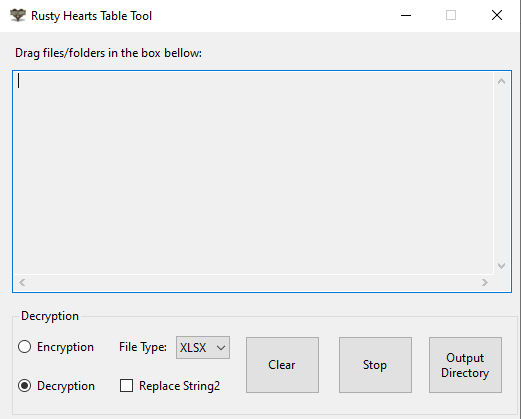 Rusty Hearts Table Tool
Drag files/folders in the box bellow:
Decryption
Encryption File Type: XLSX
Clear Stop Output
Directory
Decryption Replace String2